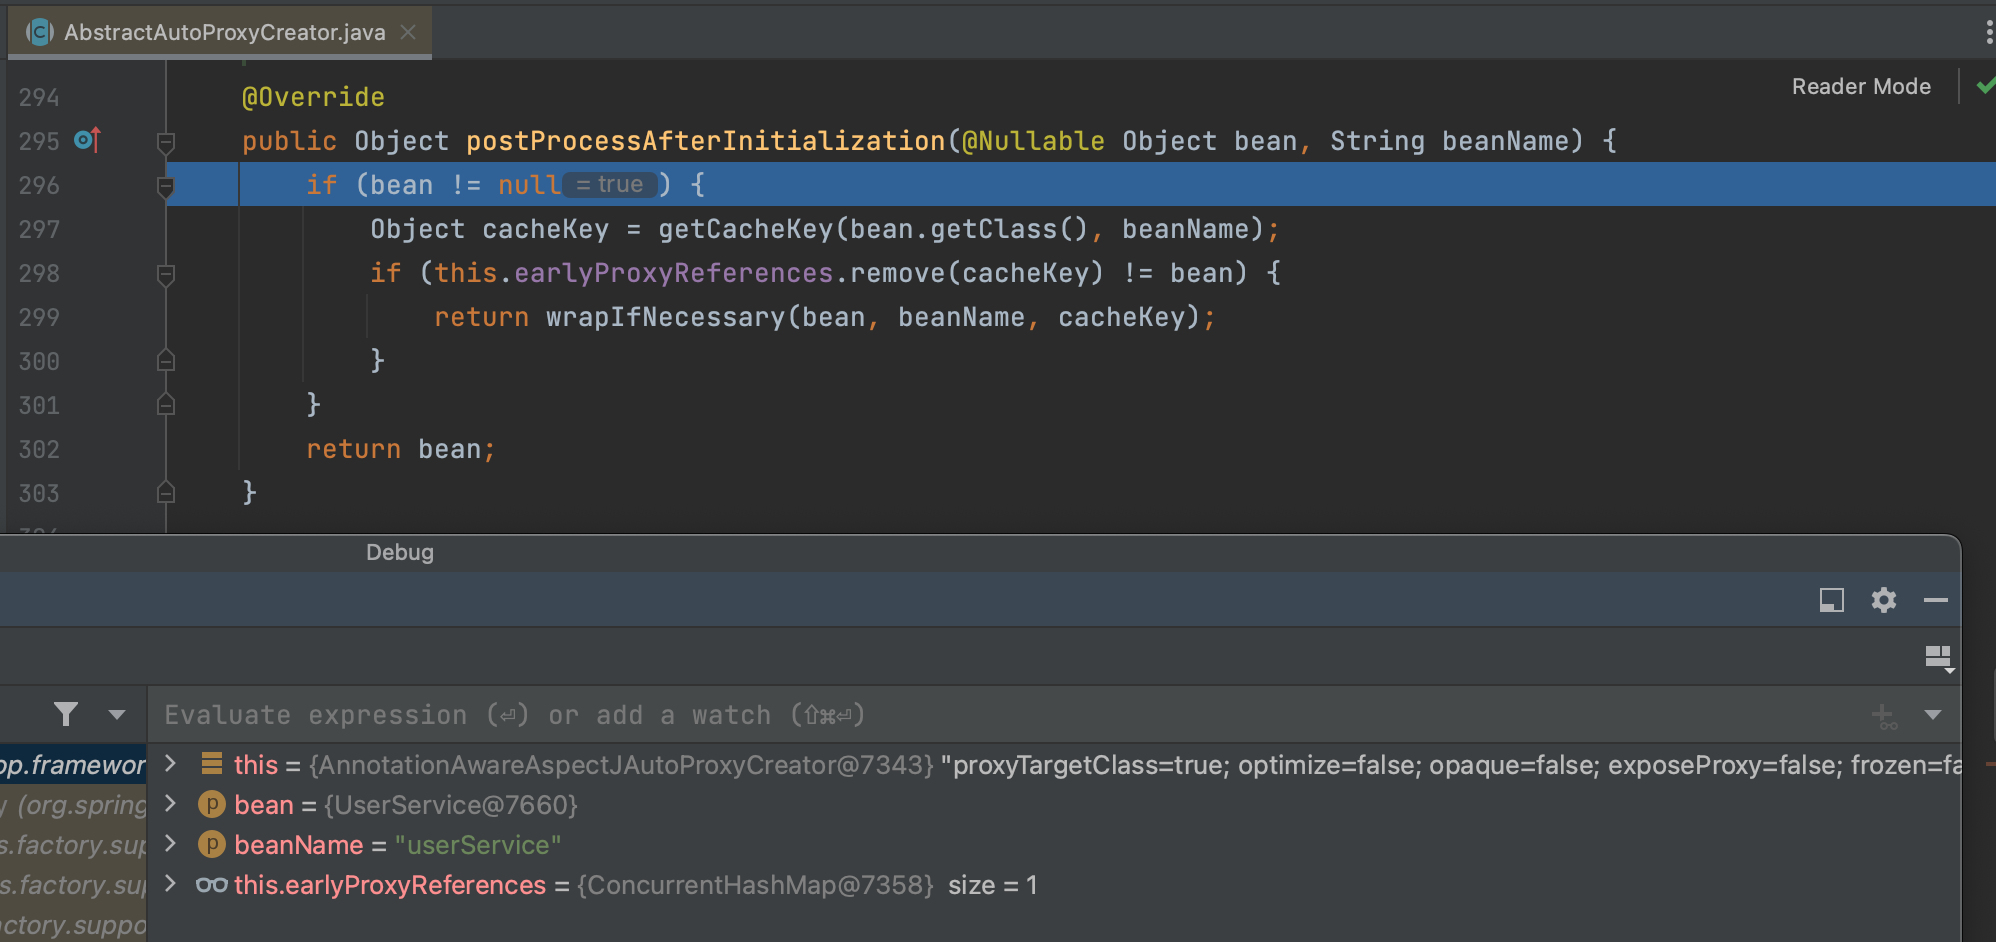 AbstractAutoProxyCreator.java
Reader Mode
294 @Override
295 public Object postProcessAfterInitialization(@Nullable Object bean, String beanName) {
296 if (bean != null = true ) {
297 Object cacheKey = getCacheKey(bean.getClass(), beanName);
298 if (this.earlyProxyReferences.remove(cacheKey) != bean) {
299 return wrapIfNecessary(bean, beanName, cacheKey);
300 }
301 }
302 return bean;
303 }
Debug
Evaluate expression (⏎) or add a watch (⇧⌘⏎)
op.framewor
this = {AnnotationAwareAspectJAutoProxyCreator@7343} "proxyTargetClass=true; optimize=false; opaque=false; exposeProxy=false; frozen=fa
y (org.spring
bean = {UserService@7660}
s.factory.sup
beanName = "userService"
s.factory.sup
this.earlyProxyReferences = {ConcurrentHashMap@7358} size = 1
actory.suppo